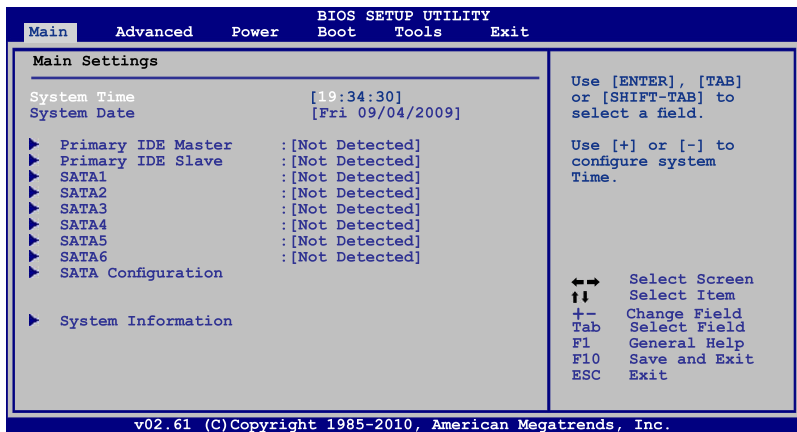 BIOS SETUP UTILITY
Main Advanced Power Boot Tools Exit
Main Settings
System Time [19:34:30]
System Date [Fri 09/04/2009]
Primary IDE Master :[Not Detected]
Primary IDE Slave :[Not Detected]
SATA1 :[Not Detected]
SATA2 :[Not Detected]
SATA3 :[Not Detected]
SATA4 :[Not Detected]
SATA5 :[Not Detected]
SATA6 :[Not Detected]
SATA Configuration
System Information
Use [ENTER], [TAB]
or [SHIFT-TAB] to
select a field.
Use [+] or [-] to
configure system
Time.
←→ Select Screen
↑↓ Select Item
+- Change Field
Tab Select Field
F1 General Help
F10 Save and Exit
ESC Exit
v02.61 (C)Copyright 1985-2010, American Megatrends, Inc.